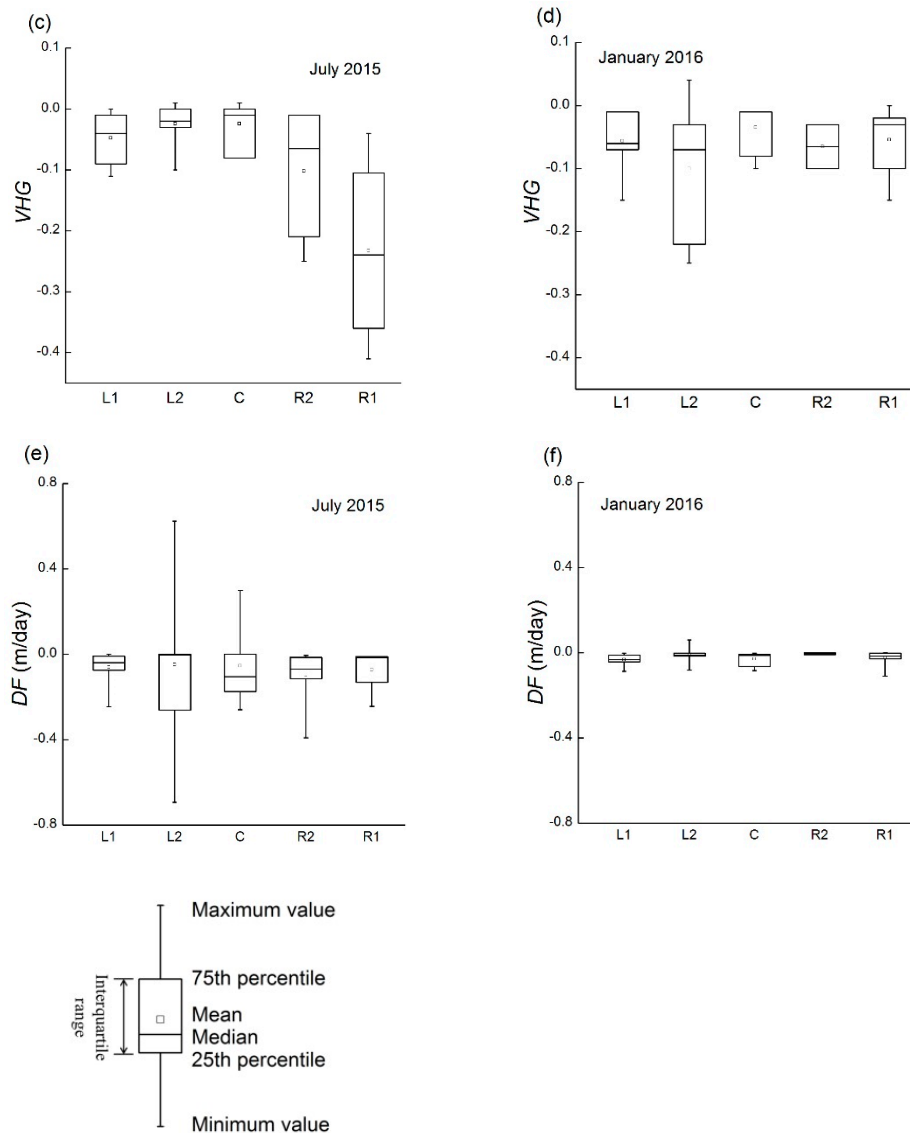 (c)
July 2015
VHG
0.1
0.0
-0.1
-0.2
-0.3
-0.4
L1 L2 C R2 R1
(d)
January 2016
VHG
0.1
0.0
-0.1
-0.2
-0.3
-0.4
L1 L2 C R2 R1
(e)
July 2015
DF (m/day)
0.8
0.4
0.0
-0.4
-0.8
L1 L2 C R2 R1
(f)
January 2016
DF (m/day)
0.8
0.4
0.0
-0.4
-0.8
L1 L2 C R2 R1
Maximum value
75th percentile
Interquartile
range
Mean
Median
25th percentile
Minimum value